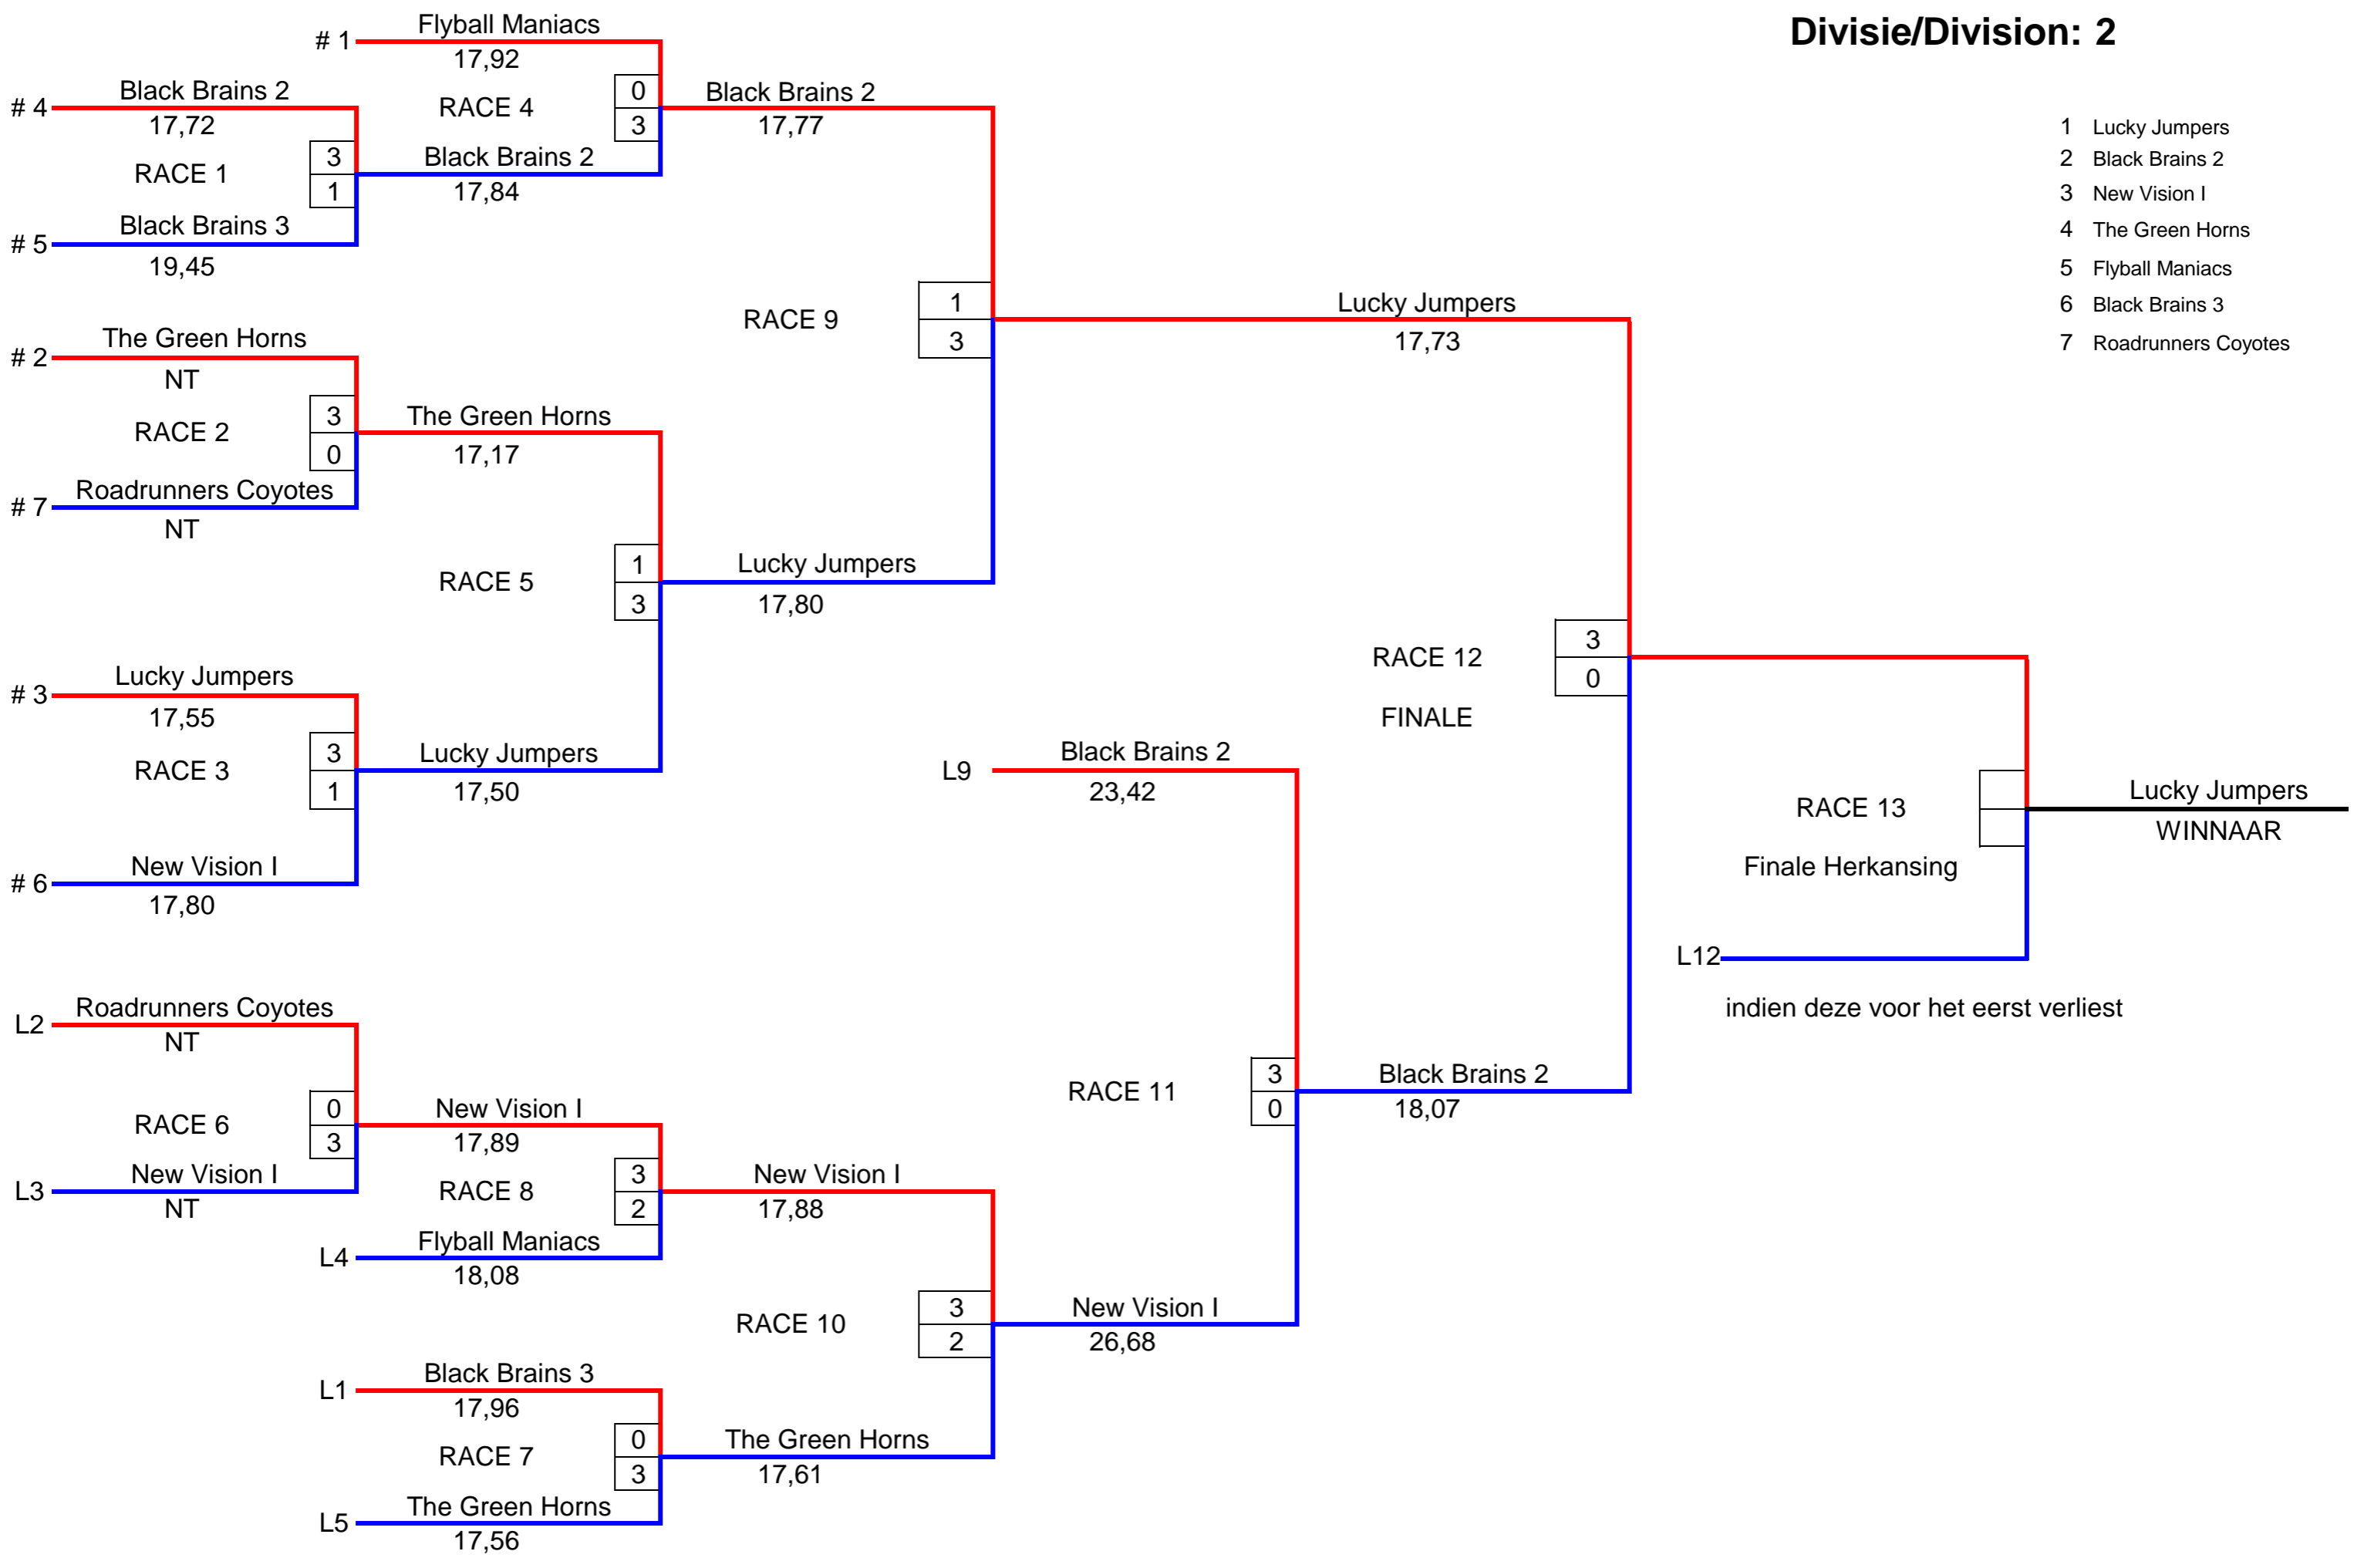 Divisie/Division: 2
1 Lucky Jumpers
2 Black Brains 2
3 New Vision I
4 The Green Horns
5 Flyball Maniacs
6 Black Brains 3
7 Roadrunners Coyotes
# 1
Flyball Maniacs
17,92
RACE 4
0
3
Black Brains 2
17,84
# 4
Black Brains 2
17,72
RACE 1
3
1
# 5
Black Brains 3
19,45
Black Brains 2
17,77
RACE 9
1
3
# 2
The Green Horns
NT
RACE 2
3
0
# 7
Roadrunners Coyotes
NT
The Green Horns
17,17
RACE 5
1
3
Lucky Jumpers
17,80
# 3
Lucky Jumpers
17,55
RACE 3
3
1
# 6
New Vision I
17,80
Lucky Jumpers
17,50
Lucky Jumpers
17,73
RACE 12
FINALE
3
0
L9
Black Brains 2
23,42
RACE 11
3
0
Black Brains 2
18,07
RACE 13
Finale Herkansing
Lucky Jumpers
WINNAAR
L12
indien deze voor het eerst verliest
L2
Roadrunners Coyotes
NT
RACE 6
0
3
L3
New Vision I
NT
New Vision I
17,89
RACE 8
3
2
L4
Flyball Maniacs
18,08
New Vision I
17,88
RACE 10
3
2
New Vision I
26,68
L1
Black Brains 3
17,96
RACE 7
0
3
L5
The Green Horns
17,56
The Green Horns
17,61